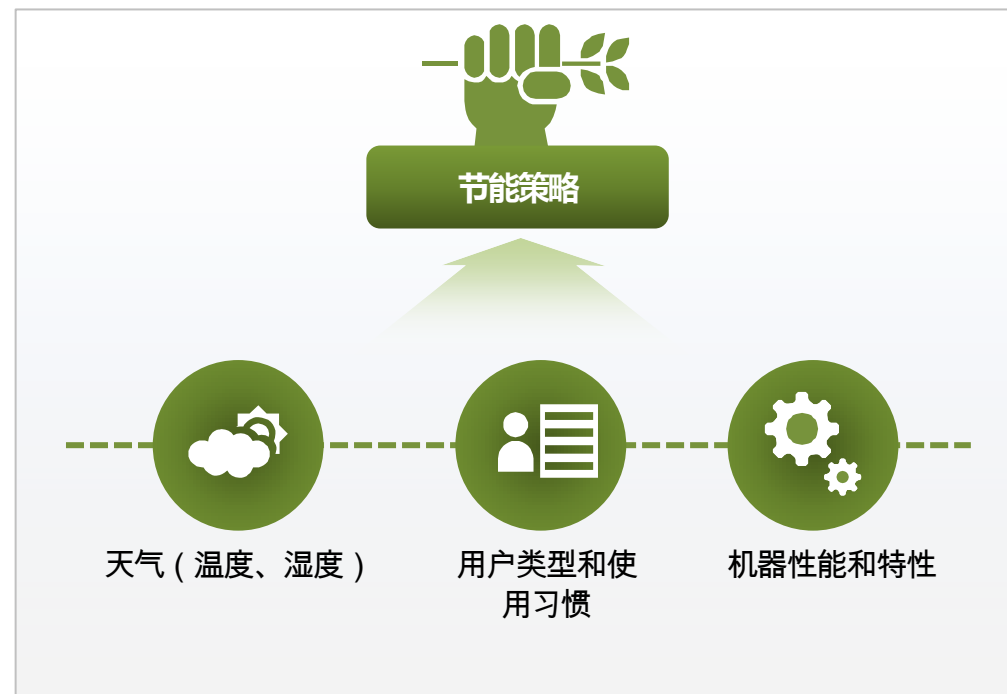 节能策略
天气（温度、湿度）
用户类型和使
用习惯
机器性能和特性